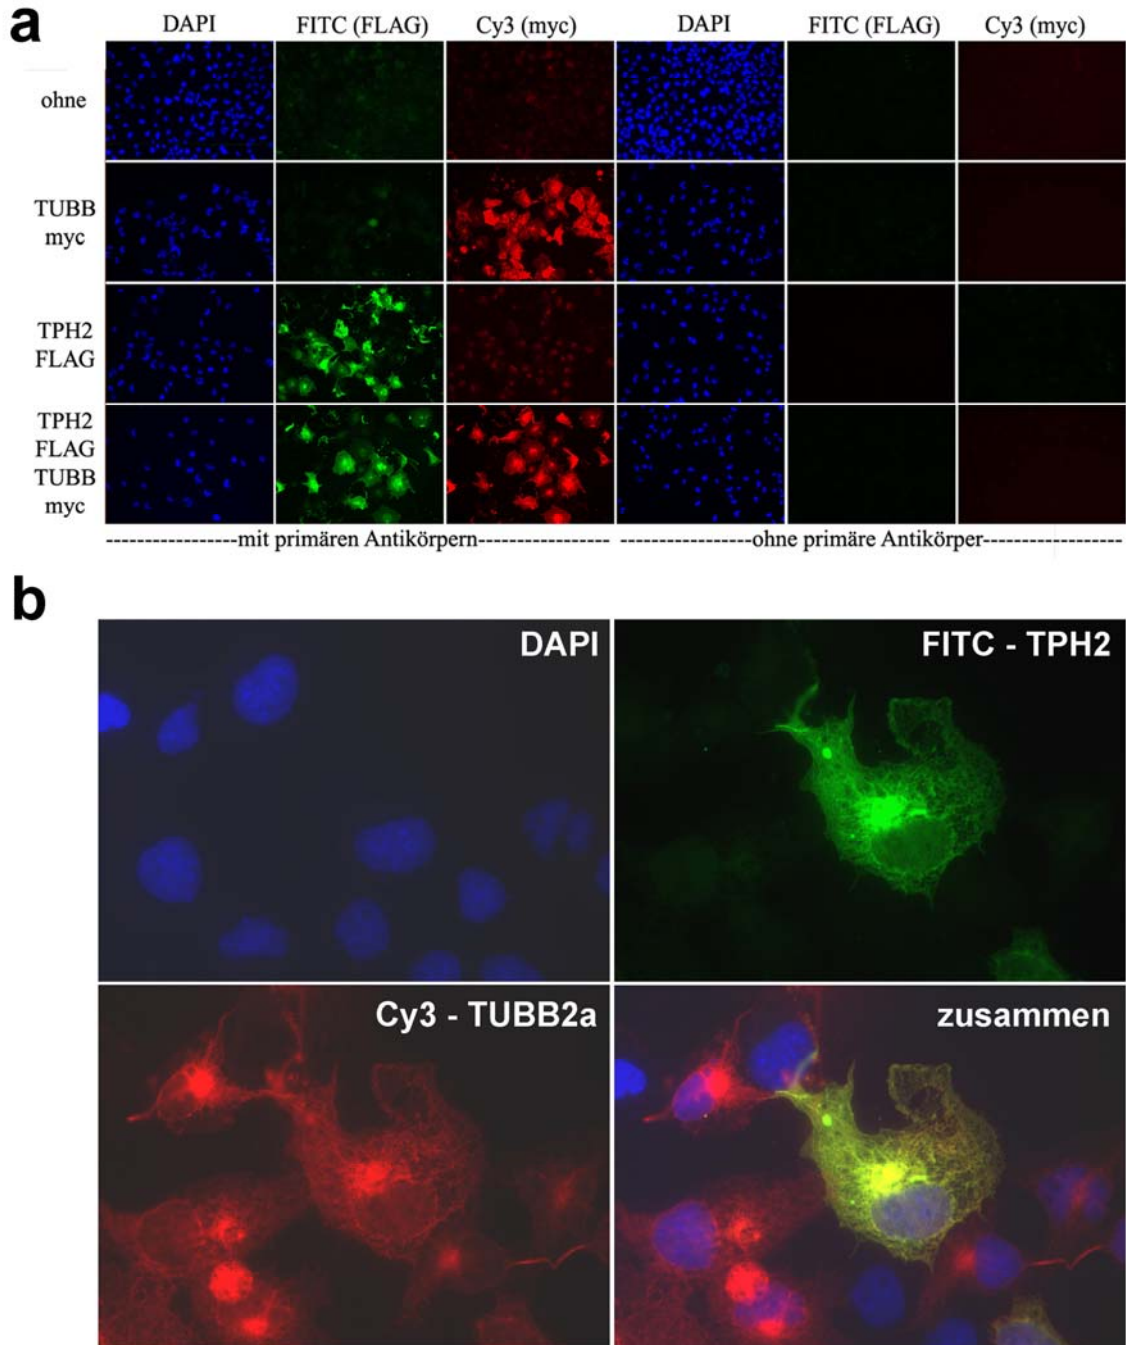 a
DAPI FITC (FLAG) Cy3 (myc) DAPI FITC (FLAG) Cy3 (myc)
ohne
TUBB
myc
TPH2
FLAG
TPH2
FLAG
TUBB
myc
-----------------mit primären Antikörpern----------------- -----------------ohne primäre Antikörper------------------
b
DAPI
FITC - TPH2
Cy3 - TUBB2a
zusammen